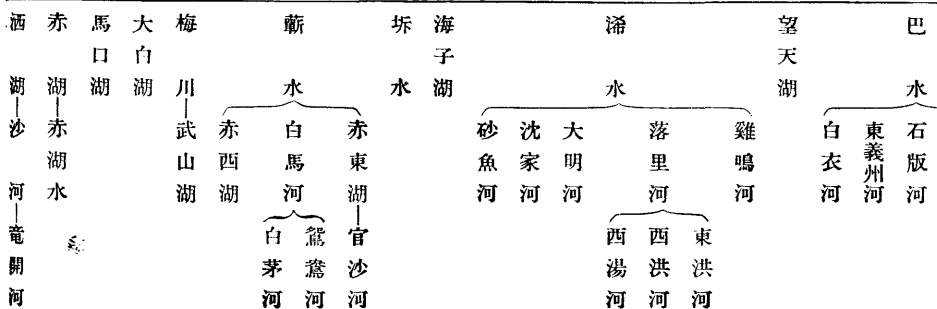 巴水
石版河
東義州河
白衣河
望天湖
浠水
雞鳴河
落里河
東洪河
西洪河
西湯河
大明河
沈家河
砂魚河
海子湖
坼水
蘄水
赤東湖—官沙河
白馬河
鴛鴦河
白茅河
赤西湖
梅川—武山湖
大白湖
馬口湖
赤湖—赤湖水
洒湖—沙河—竜開河